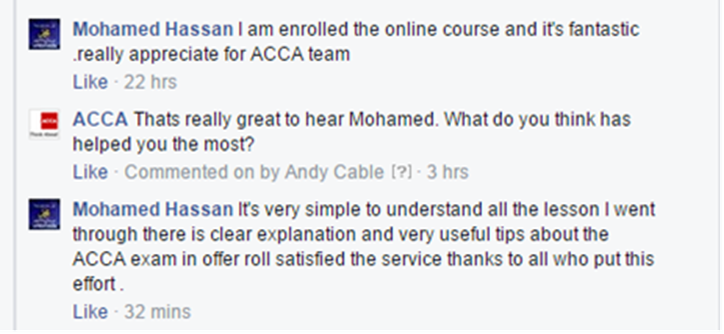 Mohamed Hassan I am enrolled the online course and it's fantastic
.really appreciate for ACCA team
Like · 22 hrs
ACCA Thats really great to hear Mohamed. What do you think has
helped you the most?
Like · Commented on by Andy Cable [?] · 3 hrs
Mohamed Hassan It's very simple to understand all the lesson I went
through there is clear explanation and very useful tips about the
ACCA exam in offer roll satisfied the service thanks to all who put this
effort .
Like · 32 mins